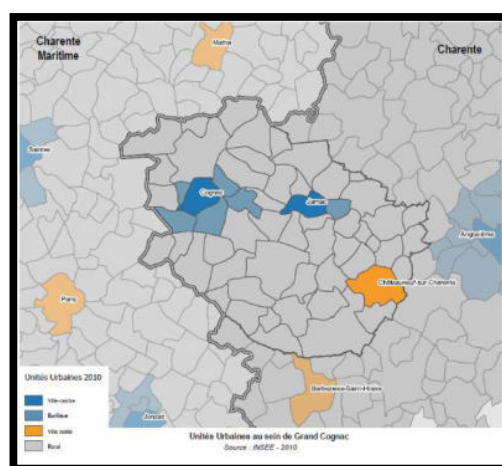 Charente
Maritime
Charente
Matha
Saintes
Cognac
Jarnac
Angoulême
Châteauneuf-sur-Charente
Pons
Barbezieux-Saint-Hilaire
Jonzac
Unités Urbaines 2010
Ville-centre
Banlieue
Ville isolée
Rural
Unités Urbaines au sein de Grand Cognac
Source : INSEE - 2010